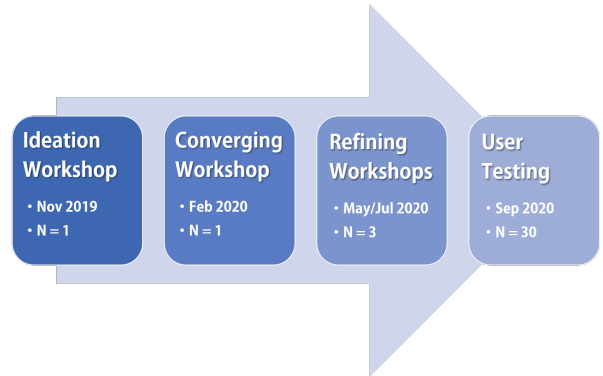 Ideation
Workshop
• Nov 2019
• N = 1
Converging
Workshop
• Feb 2020
• N = 1
Refining
Workshops
• May/Jul 2020
• N = 3
User
Testing
• Sep 2020
• N = 30